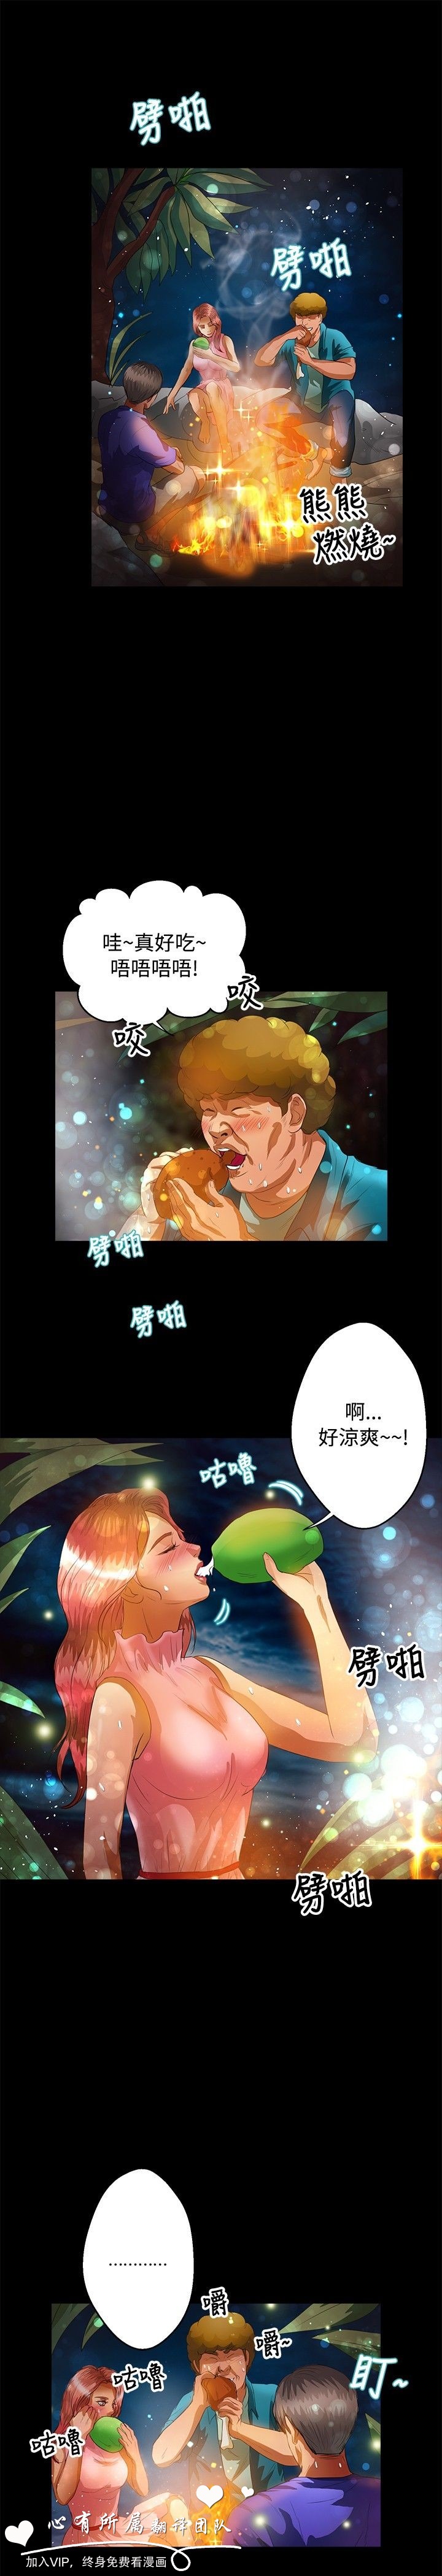 劈啪
劈啪
熊熊
燃燒~
哇~真好吃~
唔唔唔唔!
咬
咬
劈啪
劈啪
啊...
好涼爽~~!
咕嚕
劈啪
劈啪
............
嚼
嚼~
咕嚕
盯~
咕嚕
心有所属翻译团队
加入VIP，终身免费看漫画